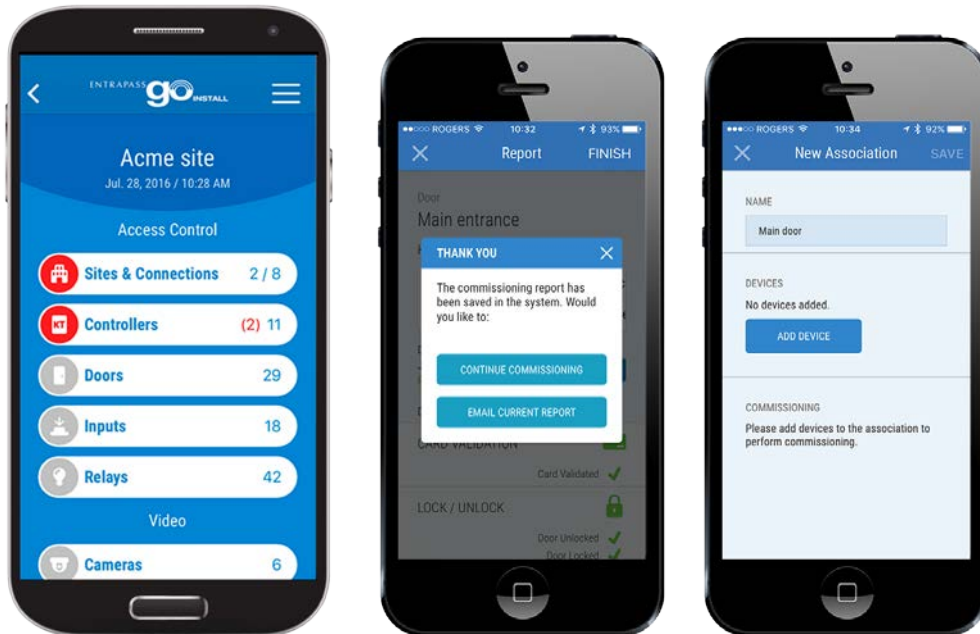 ENTRAPASS go INSTALL
Acme site
Jul. 28, 2016 / 10:28 AM
Access Control
Sites & Connections 2 / 8
KT Controllers (2) 11
Doors 29
Inputs 18
Relays 42
Video
Cameras 6
ROGERS 10:32 93%
Report FINISH
Door
Main entrance
THANK YOU
The commissioning report has
been saved in the system. Would
you like to:
CONTINUE COMMISSIONING
EMAIL CURRENT REPORT
CARD VALIDATION
Card Validated
LOCK / UNLOCK
Door Unlocked
Door Locked
ROGERS 10:34 92%
New Association SAVE
NAME
Main door
DEVICES
No devices added.
ADD DEVICE
COMMISSIONING
Please add devices to the association to
perform commissioning.